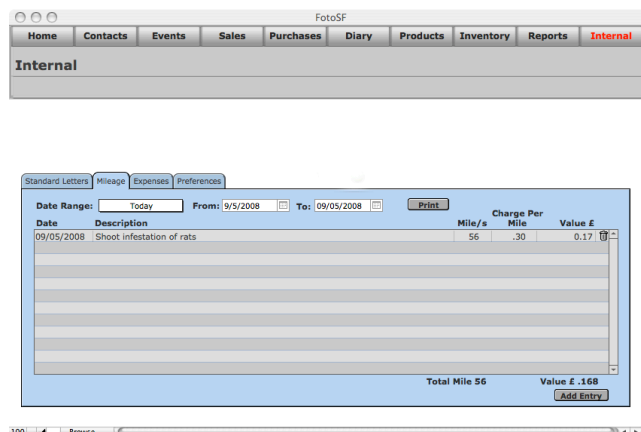 FotoSF
Home Contacts Events Sales Purchases Diary Products Inventory Reports Internal
Internal
Standard Letters Mileage Expenses Preferences
Date Range: Today From: 9/5/2008 To: 09/05/2008 Print
Date Description Mile/s Charge Per Mile Value £
09/05/2008 Shoot infestation of rats 56 .30 0.17
Total Mile 56 Value £ .168
Add Entry
100 Browse